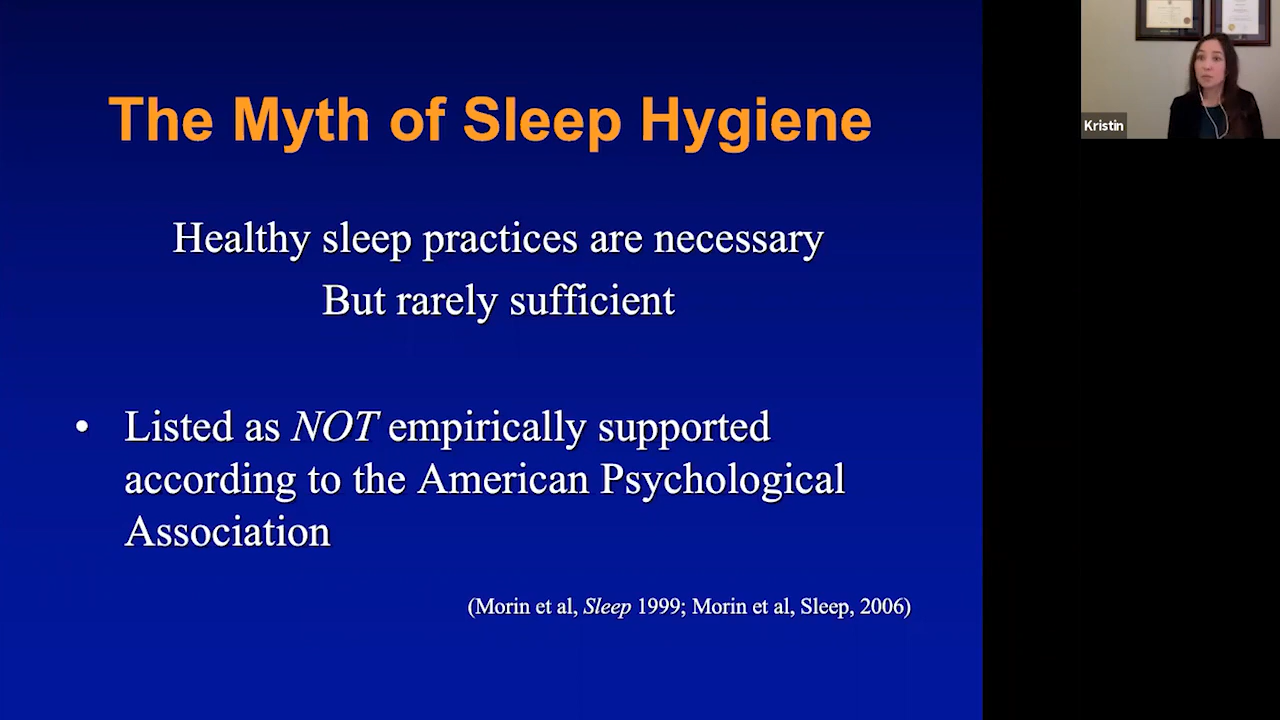 The Myth of Sleep Hygiene
Healthy sleep practices are necessary
But rarely sufficient
• Listed as NOT empirically supported
according to the American Psychological
Association
(Morin et al, Sleep 1999; Morin et al, Sleep, 2006)
Kristin